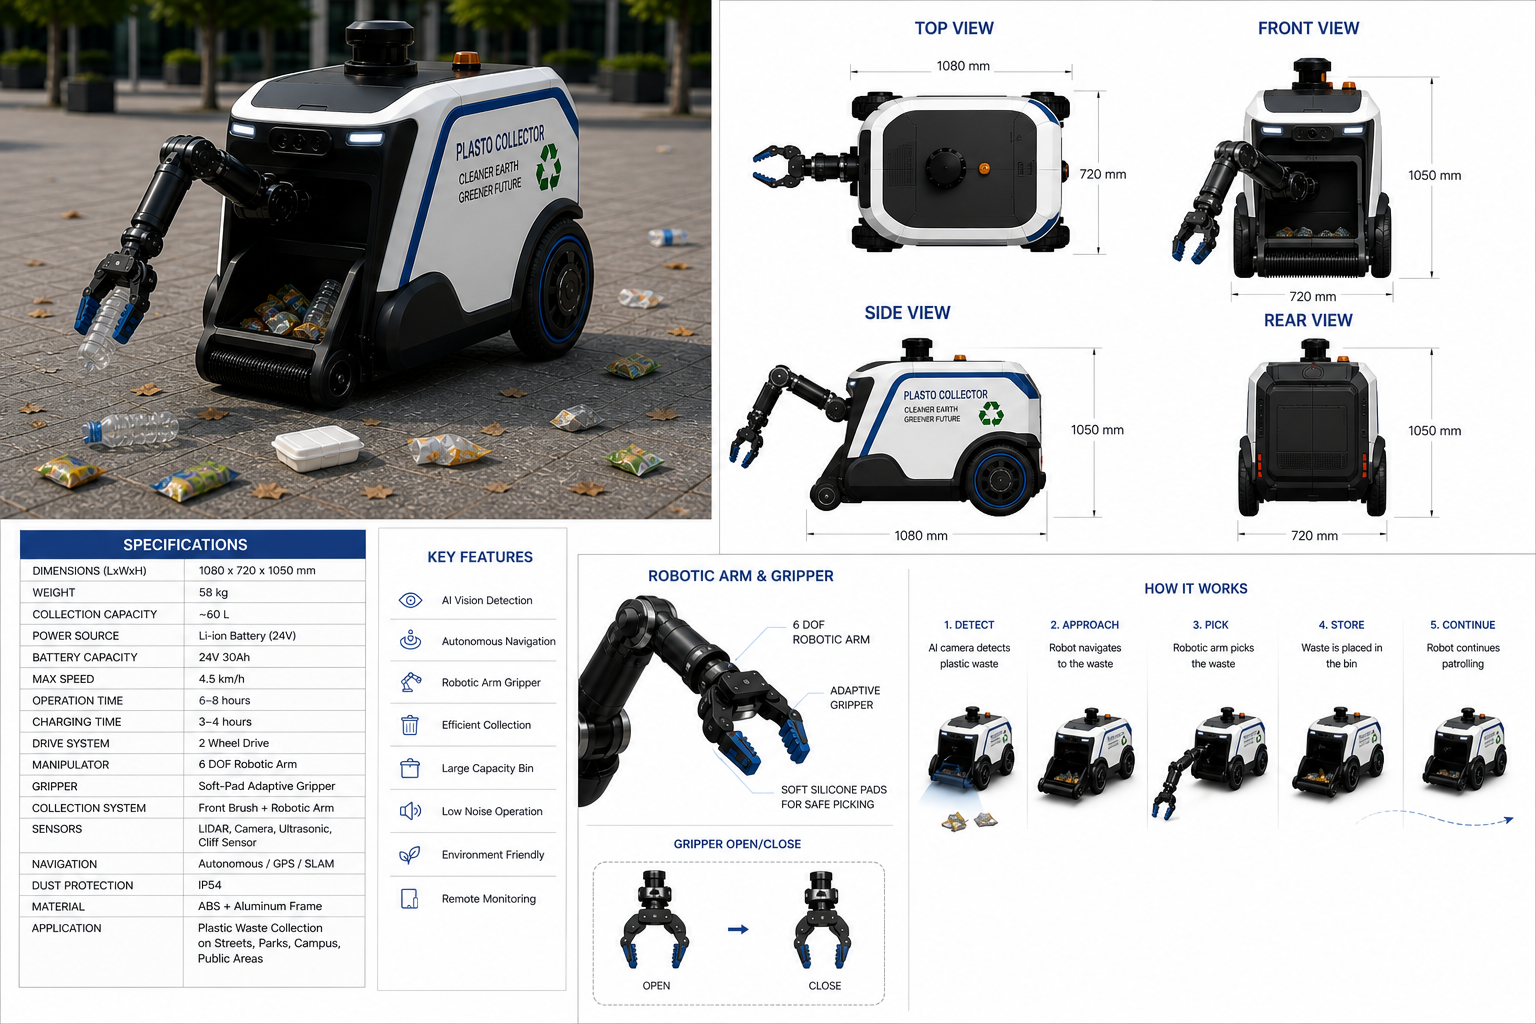 PLASTO COLLECTOR
CLEANER EARTH
GREENER FUTURE
TOP VIEW
1080 mm
720 mm
FRONT VIEW
1050 mm
720 mm
SIDE VIEW
PLASTO COLLECTOR
CLEANER EARTH
GREENER FUTURE
1050 mm
1080 mm
REAR VIEW
1050 mm
720 mm
SPECIFICATIONS
DIMENSIONS (LxWxH) 1080 x 720 x 1050 mm
WEIGHT 58 kg
COLLECTION CAPACITY ~60 L
POWER SOURCE Li-ion Battery (24V)
BATTERY CAPACITY 24V 30Ah
MAX SPEED 4.5 km/h
OPERATION TIME 6–8 hours
CHARGING TIME 3–4 hours
DRIVE SYSTEM 2 Wheel Drive
MANIPULATOR 6 DOF Robotic Arm
GRIPPER Soft-Pad Adaptive Gripper
COLLECTION SYSTEM Front Brush + Robotic Arm
SENSORS LIDAR, Camera, Ultrasonic,
Cliff Sensor
NAVIGATION Autonomous / GPS / SLAM
DUST PROTECTION IP54
MATERIAL ABS + Aluminum Frame
APPLICATION Plastic Waste Collection
on Streets, Parks, Campus,
Public Areas
KEY FEATURES
AI Vision Detection
Autonomous Navigation
Robotic Arm Gripper
Efficient Collection
Large Capacity Bin
Low Noise Operation
Environment Friendly
Remote Monitoring
ROBOTIC ARM & GRIPPER
6 DOF
ROBOTIC ARM
ADAPTIVE
GRIPPER
SOFT SILICONE PADS
FOR SAFE PICKING
GRIPPER OPEN/CLOSE
OPEN
CLOSE
HOW IT WORKS
1. DETECT
AI camera detects
plastic waste
2. APPROACH
Robot navigates
to the waste
3. PICK
Robotic arm picks
the waste
4. STORE
Waste is placed in
the bin
5. CONTINUE
Robot continues
patrolling